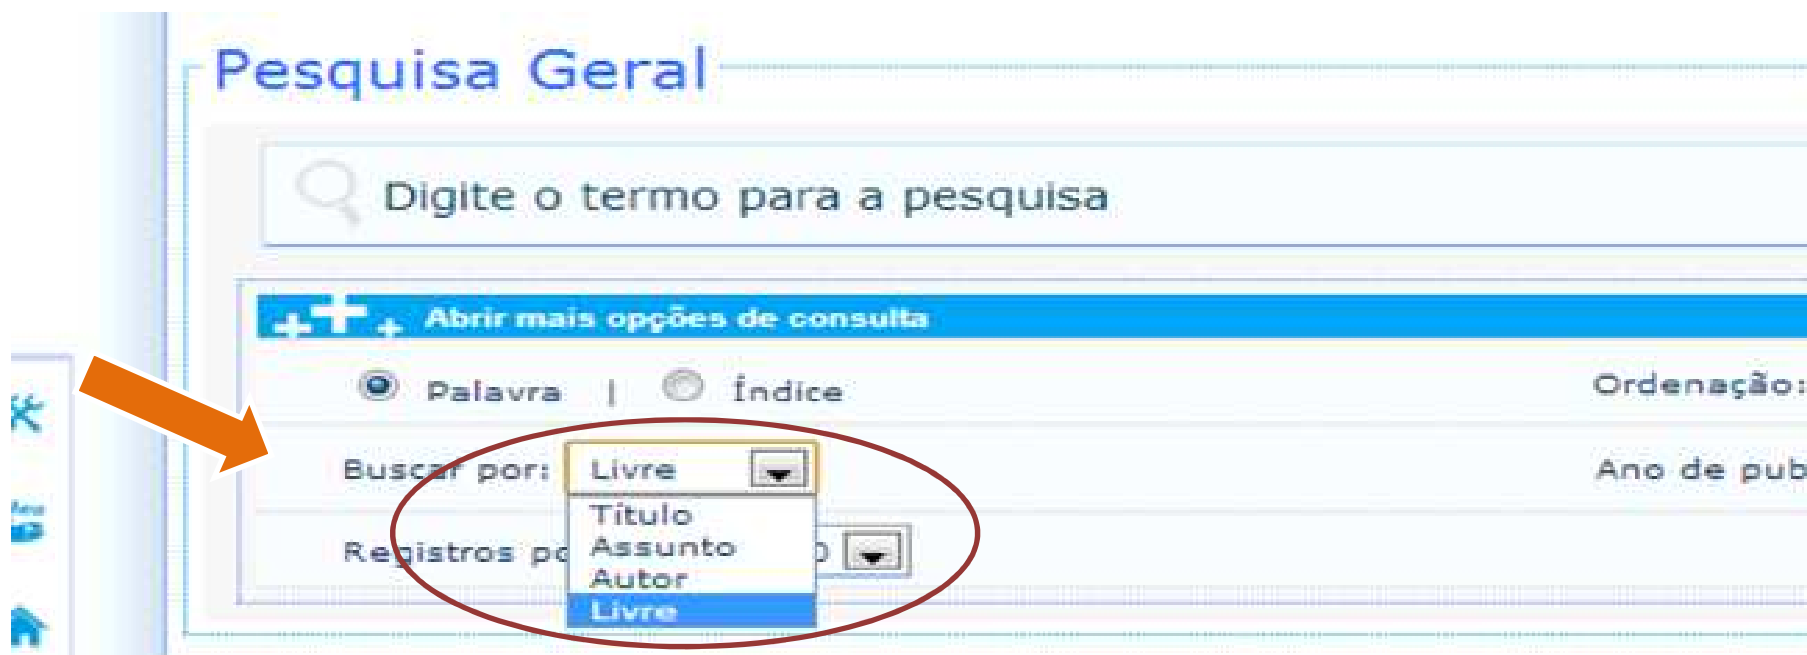 Pesquisa Geral
Digite o termo para a pesquisa
Abrir mais opções de consulta
Palavra | Índice Ordenação:
Buscar por: Livre Ano de pub
Título
Registros Assunto
Autor
Livre